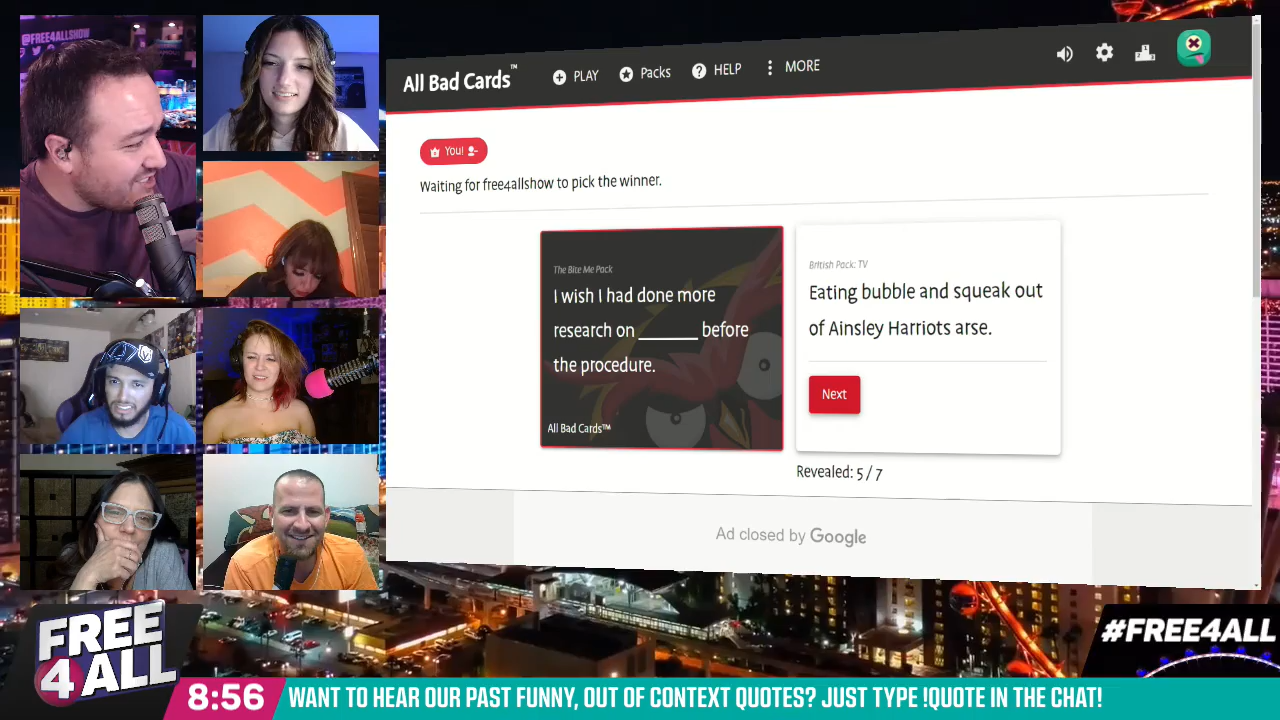 @FREE4ALLSHOW
All Bad Cards™
PLAY
Packs
HELP
MORE
You!
Waiting for free4allshow to pick the winner.
The Bite Me Pack
I wish I had done more
research on ______ before
the procedure.
All Bad Cards™
British Pack: TV
Eating bubble and squeak out
of Ainsley Harriots arse.
Next
Revealed: 5 / 7
Ad closed by Google
FREE
4ALL
#FREE4ALL
8:56
WANT TO HEAR OUR PAST FUNNY, OUT OF CONTEXT QUOTES? JUST TYPE !QUOTE IN THE CHAT!